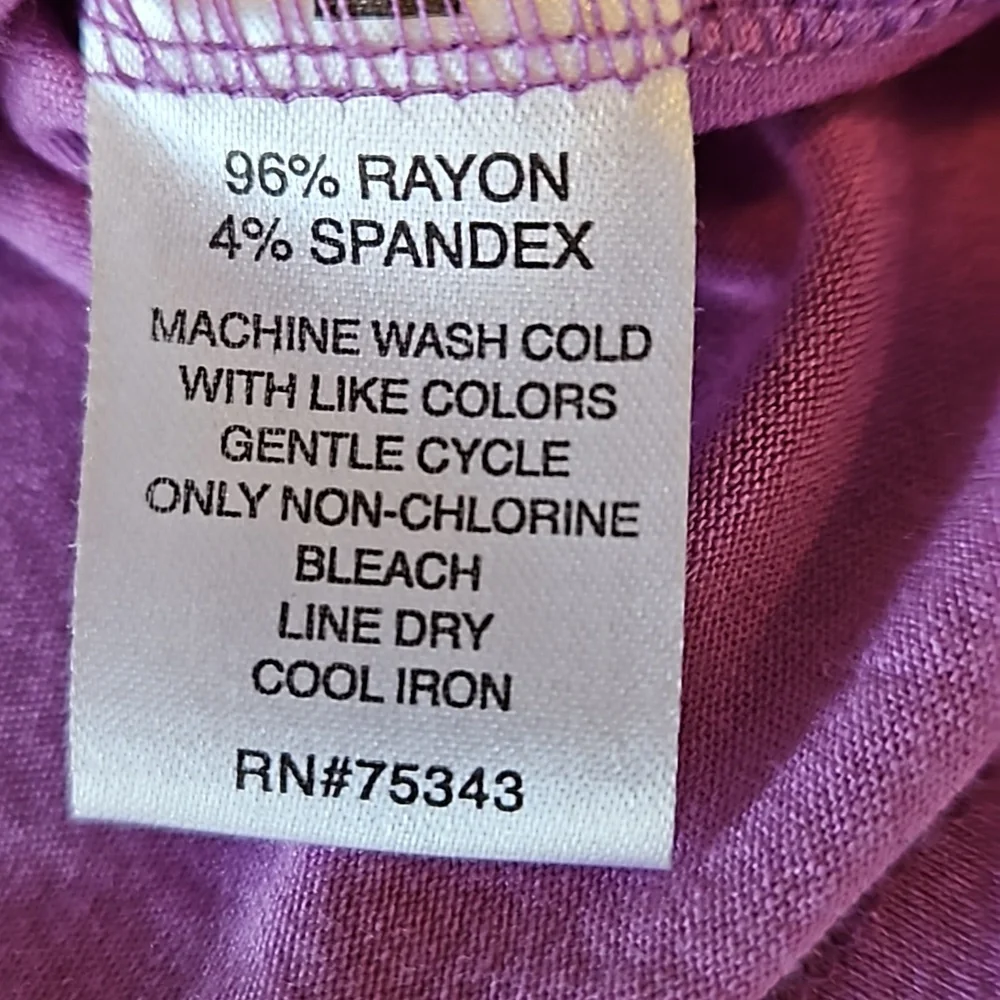 96% RAYON
4% SPANDEX
MACHINE WASH COLD
WITH LIKE COLORS
GENTLE CYCLE
ONLY NON-CHLORINE
BLEACH
LINE DRY
COOL IRON
RN#75343